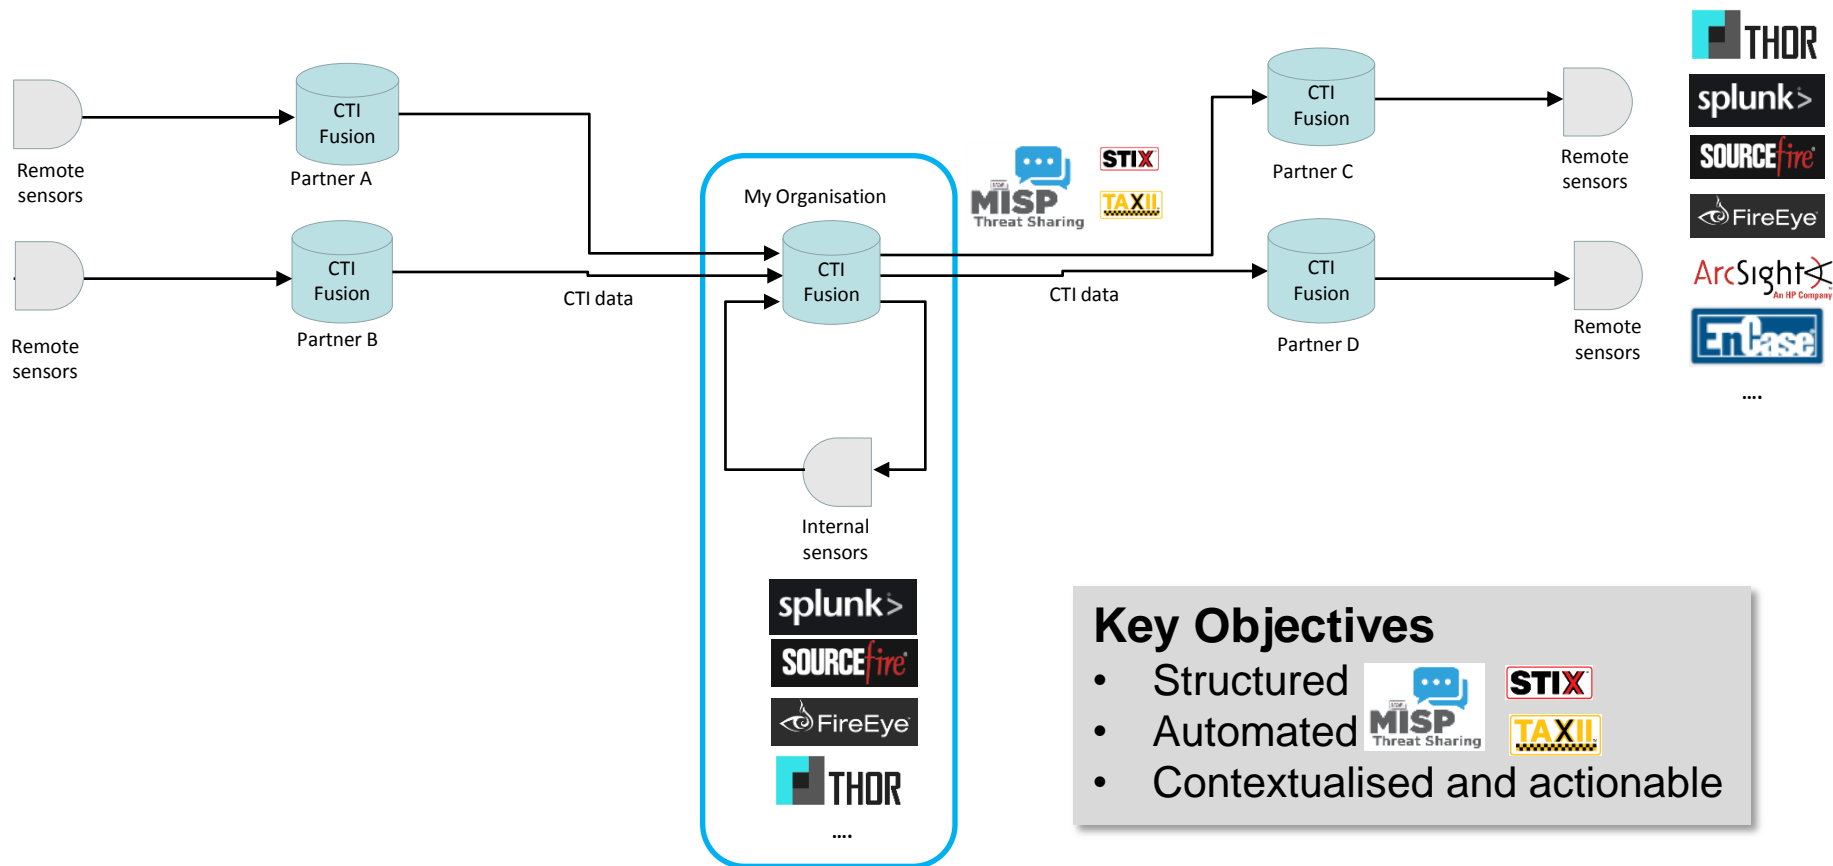 CTI
Fusion
Partner A
Remote
sensors
CTI
Fusion
Partner B
Remote
sensors
CTI data
My Organisation
CTI
Fusion
Internal
sensors
splunk>
SOURCEfire
FireEye
THOR
....
MISP
Threat Sharing
STIX
TAXII
CTI data
CTI
Fusion
Partner C
CTI
Fusion
Partner D
Remote
sensors
Remote
sensors
THOR
splunk>
SOURCEfire
FireEye
ArcSight
An HP Company
EnCase
....
Key Objectives
• Structured
• Automated
• Contextualised and actionable
MISP
Threat Sharing
STIX
TAXII